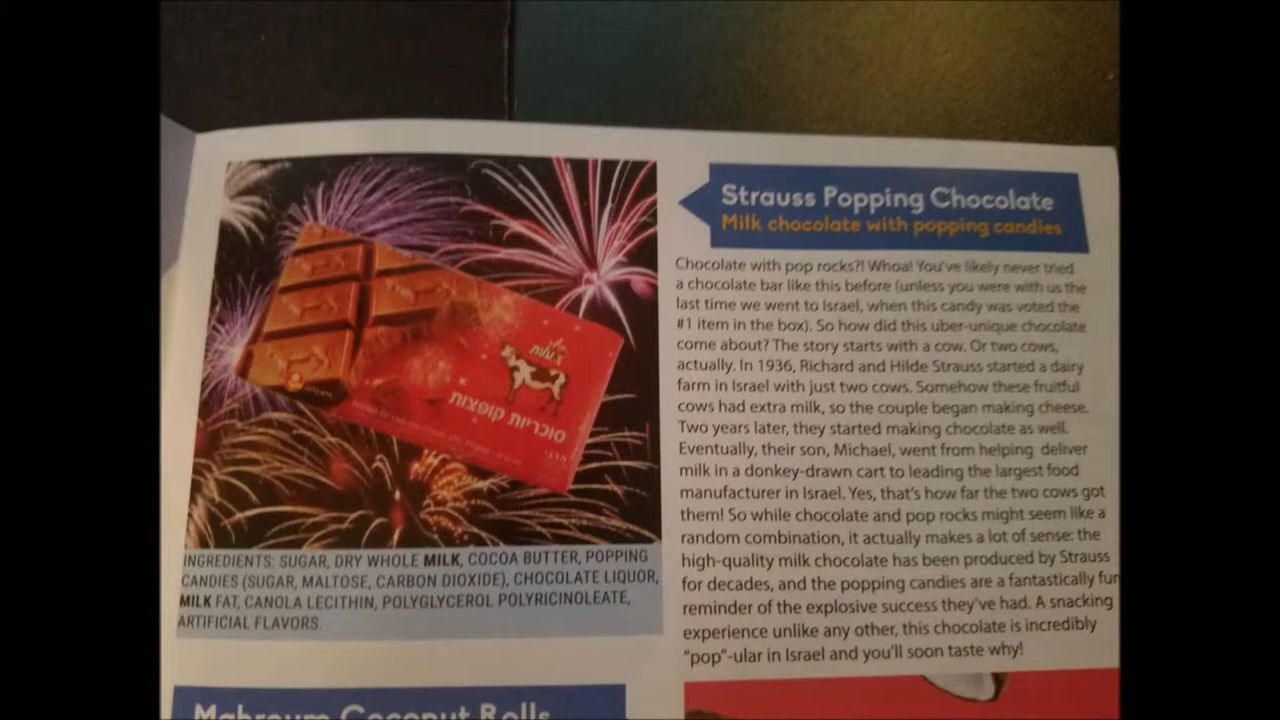 עלית
סוכריות קופצות
INGREDIENTS: SUGAR, DRY WHOLE MILK, COCOA BUTTER, POPPING
CANDIES (SUGAR, MALTOSE, CARBON DIOXIDE), CHOCOLATE LIQUOR,
MILK FAT, CANOLA LECITHIN, POLYGLYCEROL POLYRICINOLEATE,
ARTIFICIAL FLAVORS.
Strauss Popping Chocolate
Milk chocolate with popping candies
Chocolate with pop rocks?! Whoa! You've likely never tried
a chocolate bar like this before (unless you were with us the
last time we went to Israel, when this candy was voted the
#1 item in the box). So how did this uber-unique chocolate
come about? The story starts with a cow. Or two cows,
actually. In 1936, Richard and Hilde Strauss started a dairy
farm in Israel with just two cows. Somehow these fruitful
cows had extra milk, so the couple began making cheese.
Two years later, they started making chocolate as well.
Eventually, their son, Michael, went from helping deliver
milk in a donkey-drawn cart to leading the largest food
manufacturer in Israel. Yes, that's how far the two cows got
them! So while chocolate and pop rocks might seem like a
random combination, it actually makes a lot of sense: the
high-quality milk chocolate has been produced by Strauss
for decades, and the popping candies are a fantastically fun
reminder of the explosive success they've had. A snacking
experience unlike any other, this chocolate is incredibly
"pop"-ular in Israel and you'll soon taste why!
Mahroum Coconut Rolls